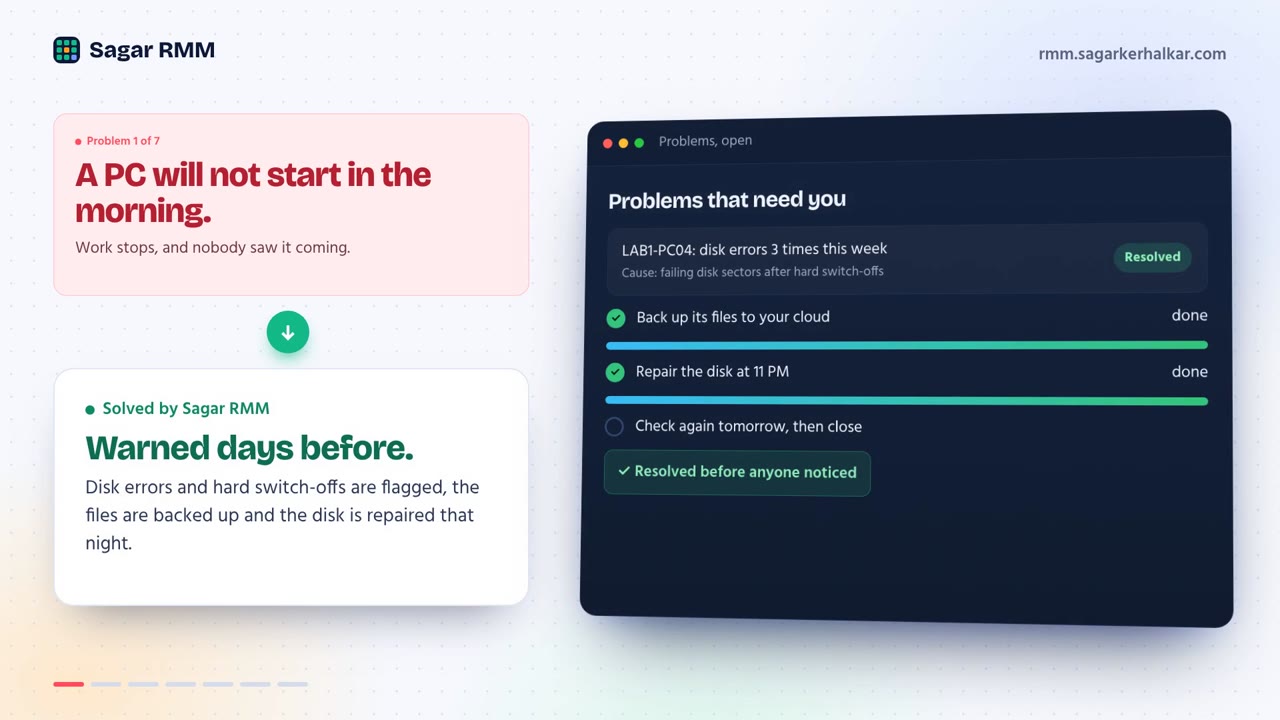 Sagar RMM
rmm.sagarkerhalkar.com
Problem 1 of 7
A PC will not start in the
morning.
Work stops, and nobody saw it coming.
Solved by Sagar RMM
Warned days before.
Disk errors and hard switch-offs are flagged, the
files are backed up and the disk is repaired that
night.
Problems, open
Problems that need you
LAB1-PC04: disk errors 3 times this week
Cause: failing disk sectors after hard switch-offs
Resolved
Back up its files to your cloud
done
Repair the disk at 11 PM
done
Check again tomorrow, then close
✓ Resolved before anyone noticed